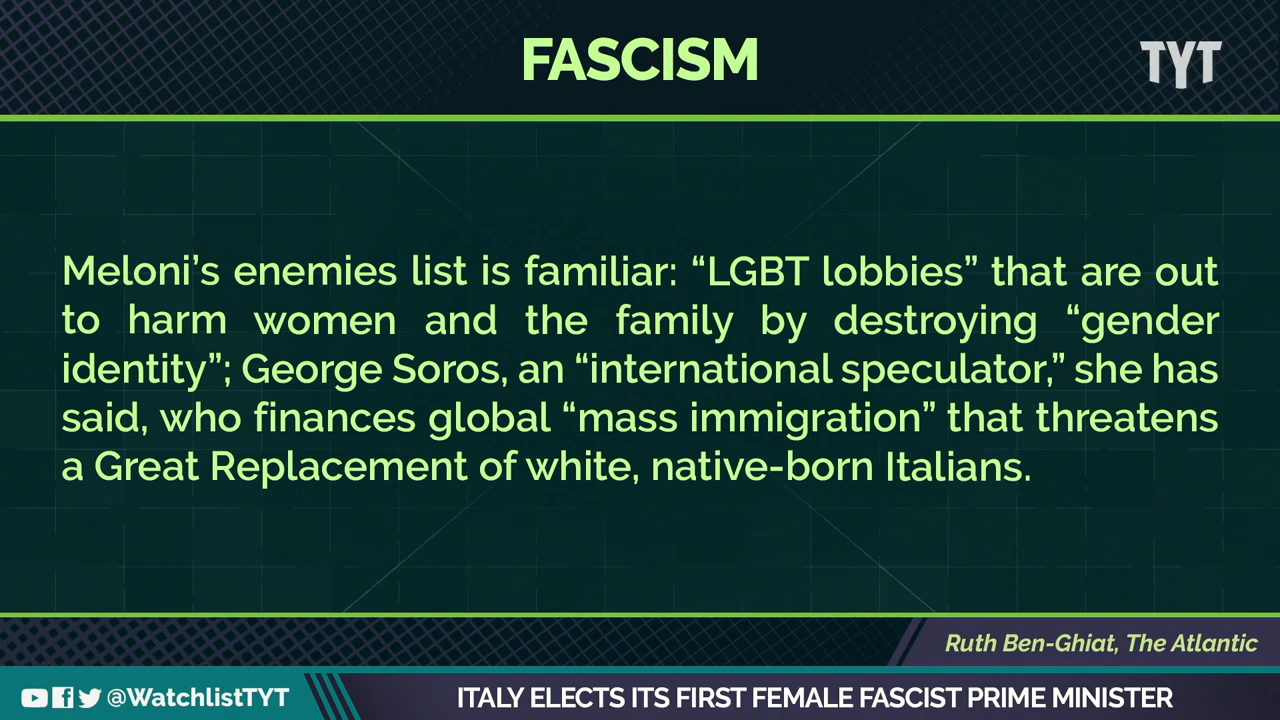 FASCISM
TYT
Meloni’s enemies list is familiar: “LGBT lobbies” that are out
to harm women and the family by destroying “gender
identity”; George Soros, an “international speculator,” she has
said, who finances global “mass immigration” that threatens
a Great Replacement of white, native-born Italians.
Ruth Ben-Ghiat, The Atlantic
@WatchlistTYT
ITALY ELECTS ITS FIRST FEMALE FASCIST PRIME MINISTER